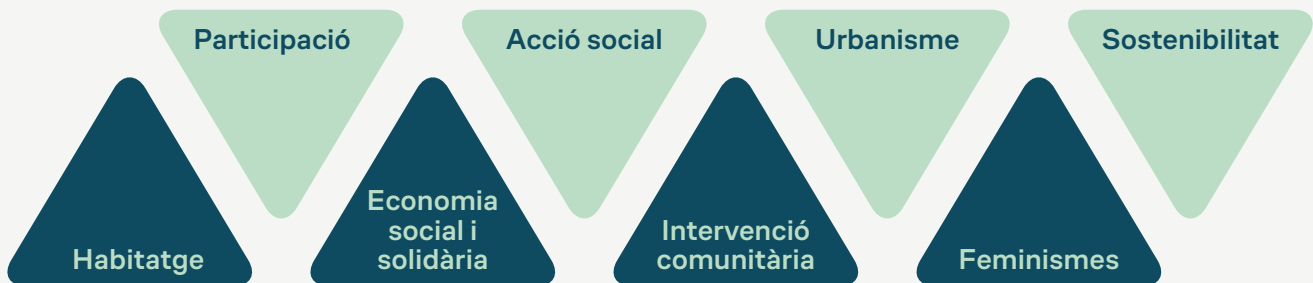 Participació
Acció social
Urbanisme
Sostenibilitat
Habitatge
Economia
social i
solidària
Intervenció
comunitària
Feminismes